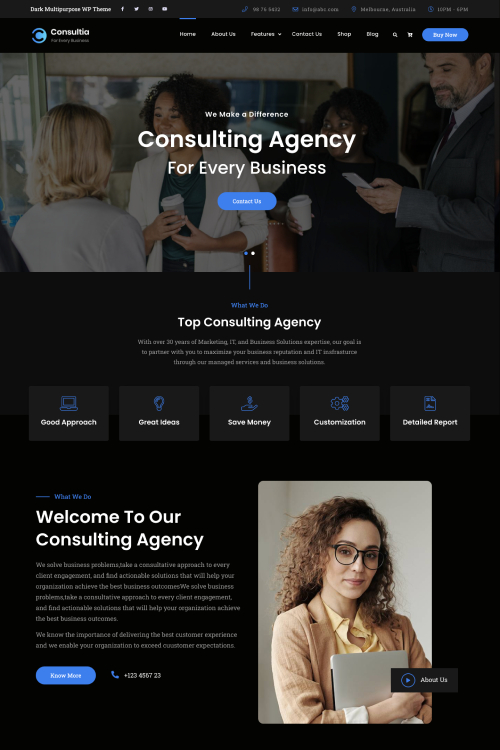 Dark Multipurpose WP Theme
98 76 5432
info@abc.com
Melbourne, Australia
10PM - 6PM
Consultia
For Every Business
Home
About Us
Features
Contact Us
Shop
Blog
Buy Now
We Make a Difference
Consulting Agency
For Every Business
Contact Us
What We Do
Top Consulting Agency
With over 30 years of Marketing, IT, and Business Solutions expertise, our goal is
to partner with you to maximize your business reputation and IT
through our managed services and business solutions.
Good Approach
Great Ideas
Save Money
Customization
Detailed Report
What We Do
Welcome To Our
Consulting Agency
We solve business problems,take a consultative approach to every
client engagement, and find actionable solutions that will help your
organization achieve the best business outcomesWe solve business
problems,take a consultative approach to every client engagement,
and find actionable solutions that will help your organization achieve
the best business outcomes.
We know the importance of delivering the best customer experience
and we enable your organization to exceed cuustomer expectations.
Know More
+123 4567 23
About Us